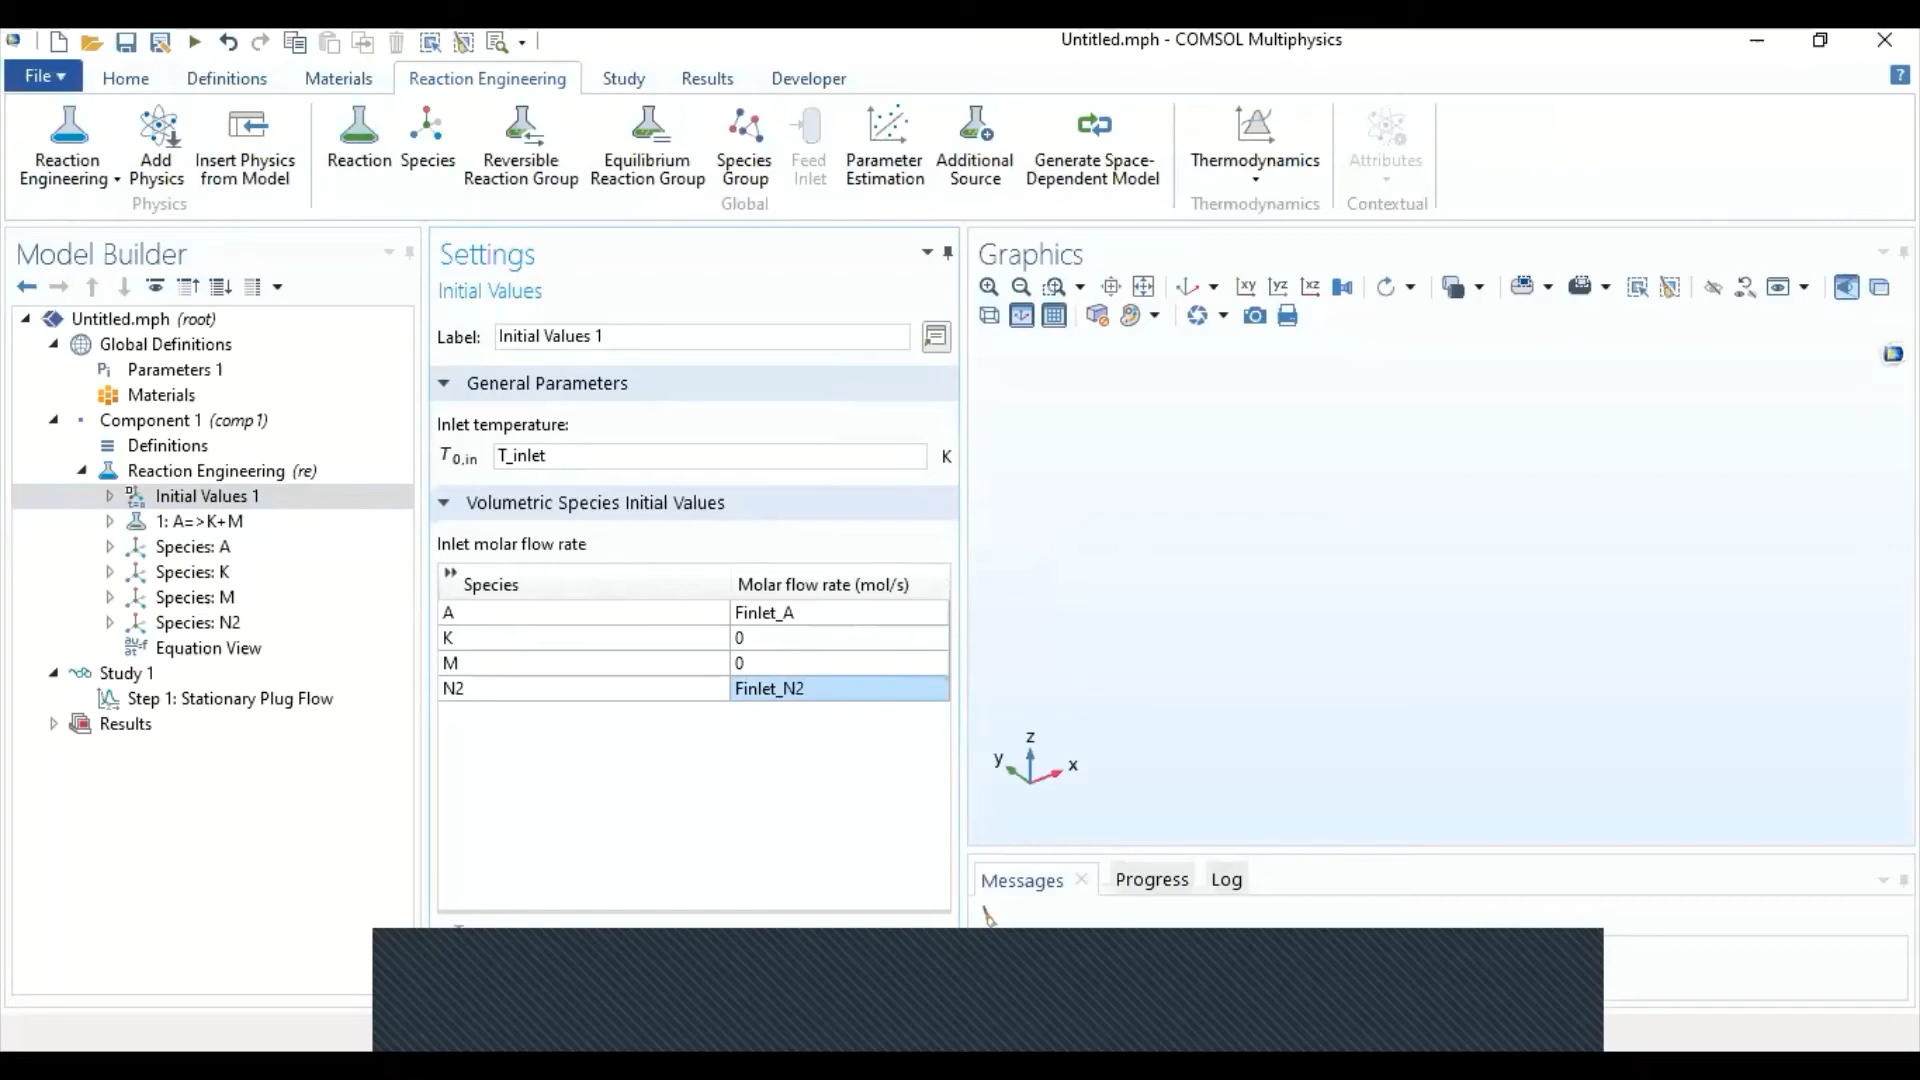 Untitled.mph - COMSOL Multiphysics
File
Home
Definitions
Materials
Reaction Engineering
Study
Results
Developer
?
Reaction Engineering
Add Physics
Insert Physics from Model
Physics
Reaction
Species
Reversible Reaction Group
Equilibrium Reaction Group
Species Group
Feed Inlet
Parameter Estimation
Additional Source
Generate Space-Dependent Model
Global
Thermodynamics
Thermodynamics
Attributes
Contextual
Model Builder
Untitled.mph (root)
Global Definitions
Pi Parameters 1
Materials
Component 1 (comp1)
Definitions
Reaction Engineering (re)
Initial Values 1
1: A=>K+M
Species: A
Species: K
Species: M
Species: N2
Equation View
Study 1
Step 1: Stationary Plug Flow
Results
Settings
Initial Values
Label: Initial Values 1
General Parameters
Inlet temperature:
T0,in T_inlet K
Volumetric Species Initial Values
Inlet molar flow rate
Species Molar flow rate (mol/s)
A Finlet_A
K 0
M 0
N2 Finlet_N2
Graphics
xy yz xz
z
y
x
Messages
Progress
Log